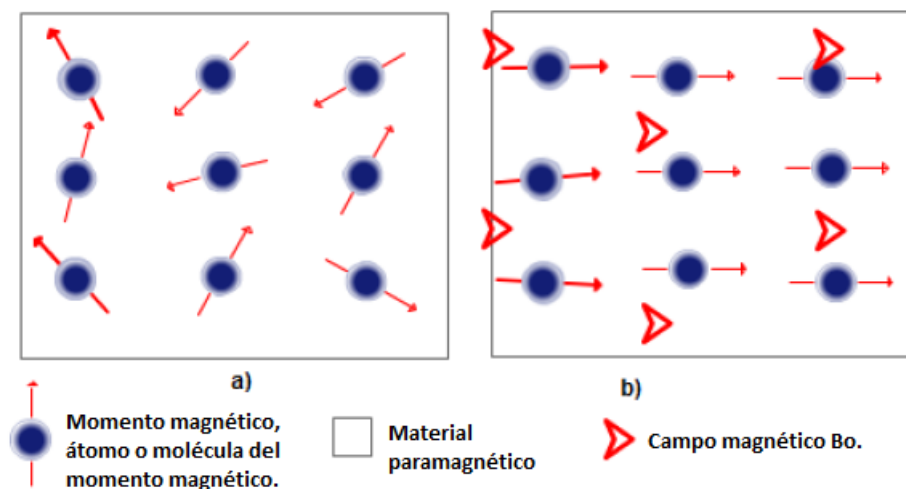 a)
b)
Momento magnético,
átomo o molécula del
momento magnético.
Material
paramagnético
Campo magnético Bo.